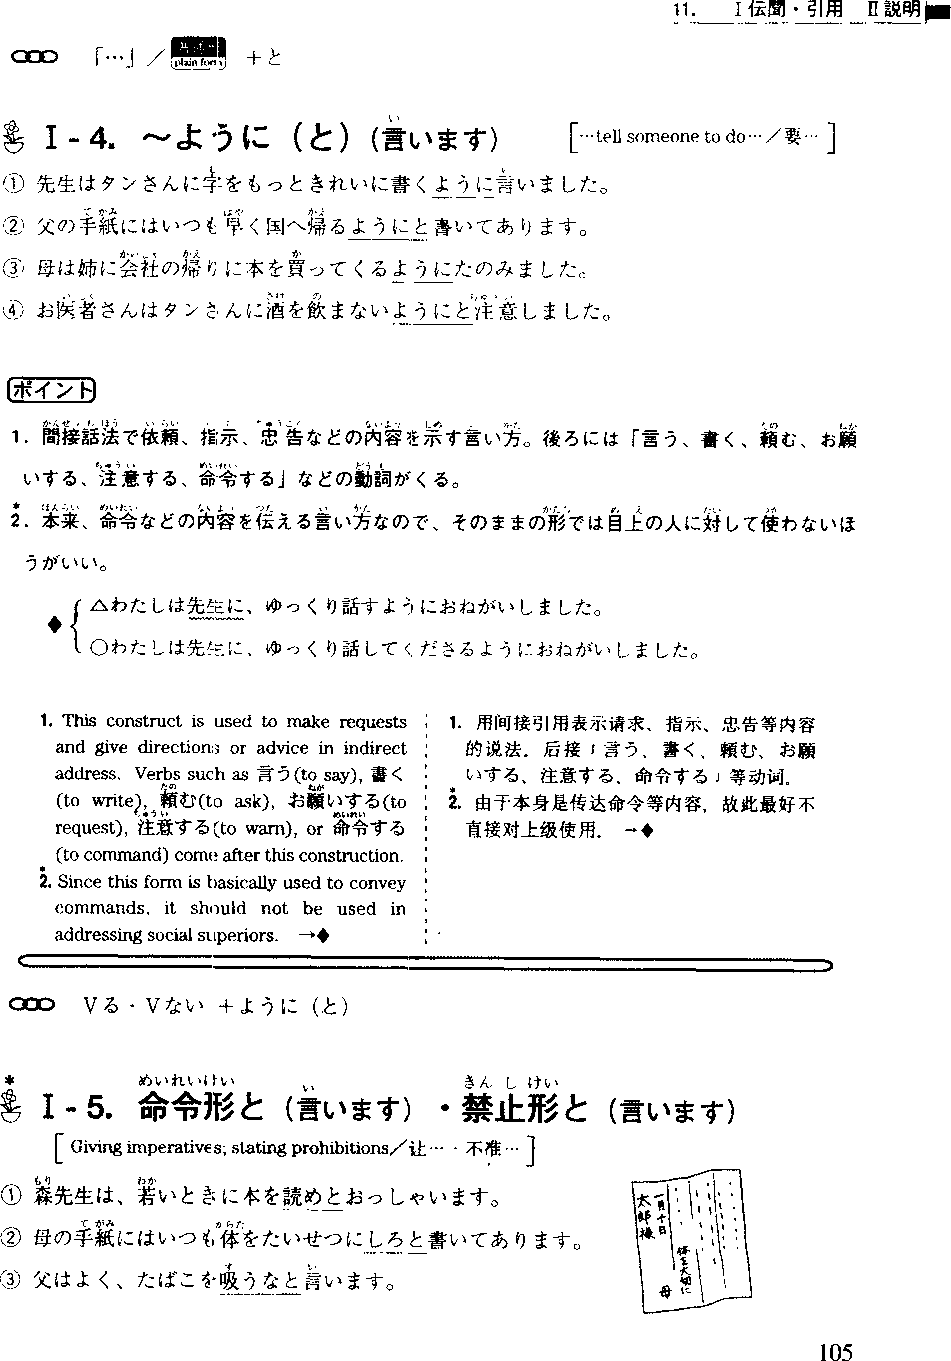 11. Ⅰ伝聞・引用 Ⅱ説明
「…」／ plain form ＋と
Ⅰ-4. 〜ように（と）（言います） […tell someone to do…／要…]
① 先生はタンさんに字をもっときれいに書くように言いました。
② 父の手紙にはいつも早く国へ帰るようにと書いてあります。
③ 母は姉に会社の帰りに本を買ってくるようにたのみました。
④ お医者さんはタンさんに酒を飲まないようにと注意しました。
ポイント
1. 間接話法で依頼、指示、忠告などの内容を示す言い方。後ろには「言う、書く、頼む、お願
いする、注意する、命令する」などの動詞がくる。
*2. 本来、命令などの内容を伝える言い方なので、そのままの形では目上の人に対して使わないほ
うがいい。
◆ △わたしは先生に、ゆっくり話すようにおねがいしました。
○わたしは先生に、ゆっくり話してくださるようにおねがいしました。
1. This construct is used to make requests
and give directions or advice in indirect
address. Verbs such as 言う(to say), 書く
(to write), 頼む(to ask), お願いする(to
request), 注意する(to warn), or 命令する
(to command) come after this construction.
*2. Since this form is basically used to convey
commands, it should not be used in
addressing social superiors. →◆
1. 用间接引用表示请求、指示、忠告等内容
的说法．后接「言う、書く、頼む、お願
いする、注意する、命令する」等动词.
*2. 由于本身是传达命令等内容，故此最好不
直接对上级使用. →◆
Vる・Vない ＋ように（と）
* Ⅰ-5. 命令形と（言います）・禁止形と（言います）
[Giving imperatives; stating prohibitions／让…・不准…]
① 森先生は、若いときに本を読めとおっしゃいます。
② 母の手紙にはいつも体をたいせつにしろと書いてあります。
③ 父はよく、たばこを吸うなと言います。
太郎様
一月十日
体を大切に
母
105